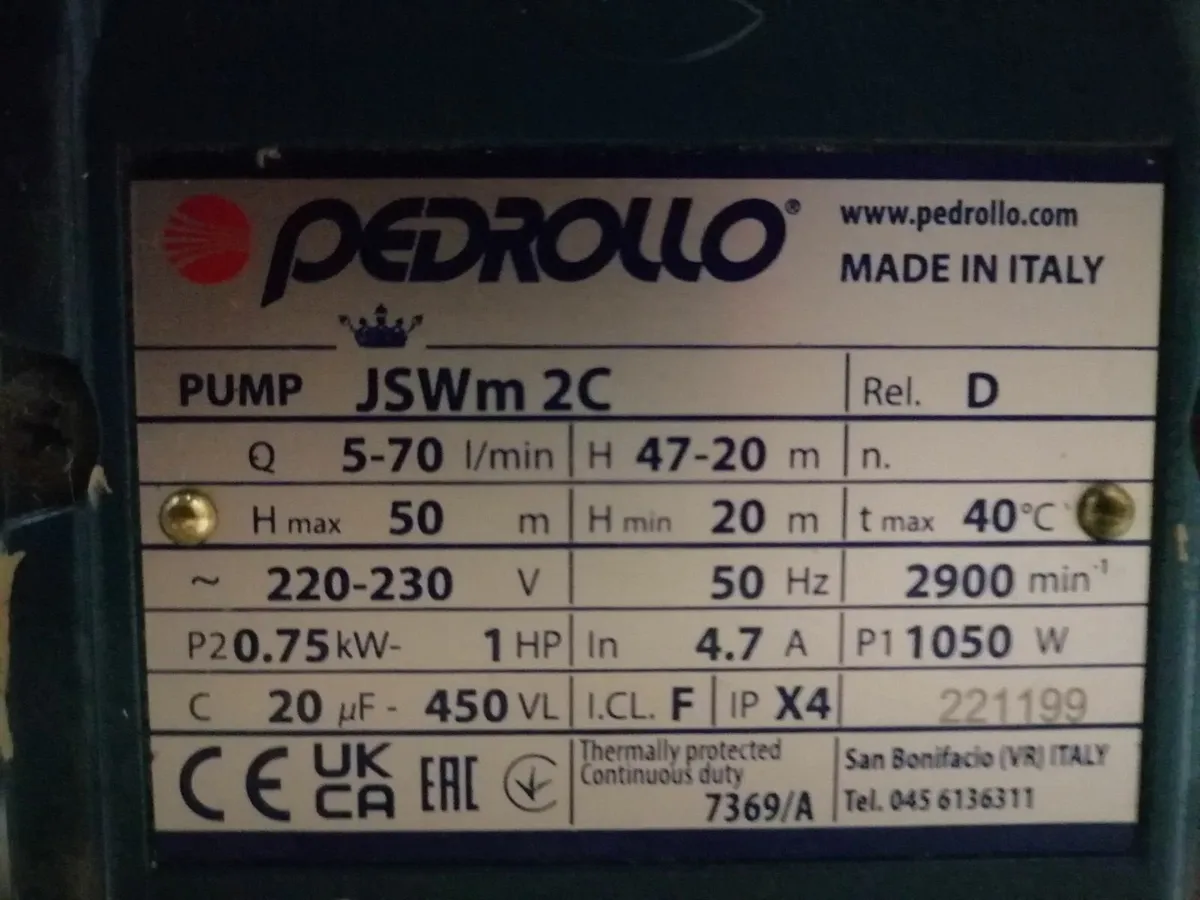 PEDROLLO® www.pedrollo.com
MADE IN ITALY
PUMP JSWm 2C Rel. D
Q 5-70 l/min H 47-20 m n.
H max 50 m H min 20 m t max 40°C
~ 220-230 V 50 Hz 2900 min-1
P2 0.75 kW- 1 HP In 4.7 A P1 1050 W
C 20 µF - 450 VL I.CL. F IP X4 221199
CE UK CA EAC
Thermally protected
Continuous duty
7369/A
San Bonifacio (VR) ITALY
Tel. 045 6136311